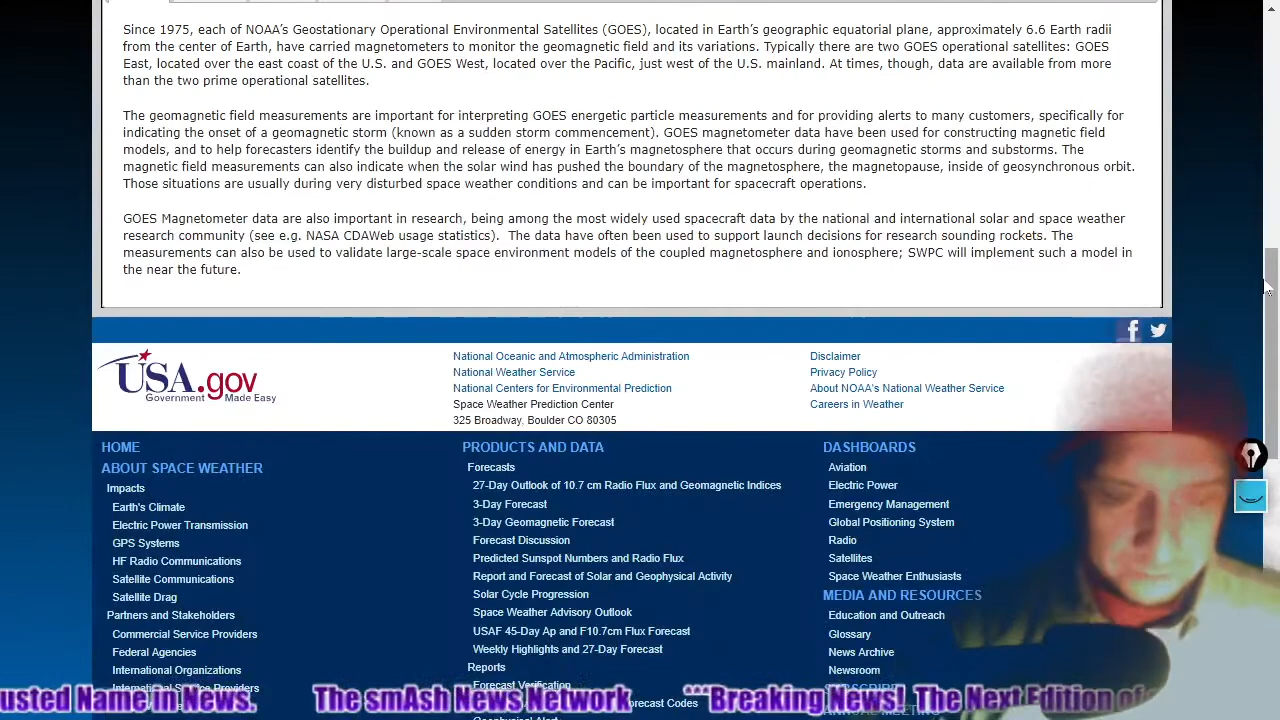 Since 1975, each of NOAA's Geostationary Operational Environmental Satellites (GOES), located in Earth's geographic equatorial plane, approximately 6.6 Earth radii
from the center of Earth, have carried magnetometers to monitor the geomagnetic field and its variations. Typically there are two GOES operational satellites: GOES
East, located over the east coast of the U.S. and GOES West, located over the Pacific, just west of the U.S. mainland. At times, though, data are available from more
than the two prime operational satellites.
The geomagnetic field measurements are important for interpreting GOES energetic particle measurements and for providing alerts to many customers, specifically for
indicating the onset of a geomagnetic storm (known as a sudden storm commencement). GOES magnetometer data have been used for constructing magnetic field
models, and to help forecasters identify the buildup and release of energy in Earth's magnetosphere that occurs during geomagnetic storms and substorms. The
magnetic field measurements can also indicate when the solar wind has pushed the boundary of the magnetosphere, the magnetopause, inside of geosynchronous orbit.
Those situations are usually during very disturbed space weather conditions and can be important for spacecraft operations.
GOES Magnetometer data are also important in research, being among the most widely used spacecraft data by the national and international solar and space weather
research community (see e.g. NASA CDAWeb usage statistics).  The data have often been used to support launch decisions for research sounding rockets. The
measurements can also be used to validate large-scale space environment models of the coupled magnetosphere and ionosphere; SWPC will implement such a model in
the near the future.
USA.gov
Government Made Easy
National Oceanic and Atmospheric Administration
National Weather Service
National Centers for Environmental Prediction
Space Weather Prediction Center
325 Broadway, Boulder CO 80305
Disclaimer
Privacy Policy
About NOAA's National Weather Service
Careers in Weather
HOME
ABOUT SPACE WEATHER
Impacts
Earth's Climate
Electric Power Transmission
GPS Systems
HF Radio Communications
Satellite Communications
Satellite Drag
Partners and Stakeholders
Commercial Service Providers
Federal Agencies
International Organizations
International Service Providers
PRODUCTS AND DATA
Forecasts
27-Day Outlook of 10.7 cm Radio Flux and Geomagnetic Indices
3-Day Forecast
3-Day Geomagnetic Forecast
Forecast Discussion
Predicted Sunspot Numbers and Radio Flux
Report and Forecast of Solar and Geophysical Activity
Solar Cycle Progression
Space Weather Advisory Outlook
USAF 45-Day Ap and F10.7cm Flux Forecast
Weekly Highlights and 27-Day Forecast
Reports
Forecast Verification
DASHBOARDS
Aviation
Electric Power
Emergency Management
Global Positioning System
Radio
Satellites
Space Weather Enthusiasts
MEDIA AND RESOURCES
Education and Outreach
Glossary
News Archive
Newsroom
SUBSCRIBE
ANNUAL MEETING
usted Name in News. The smAsh News Network ***Breaking News! The Next Edition of